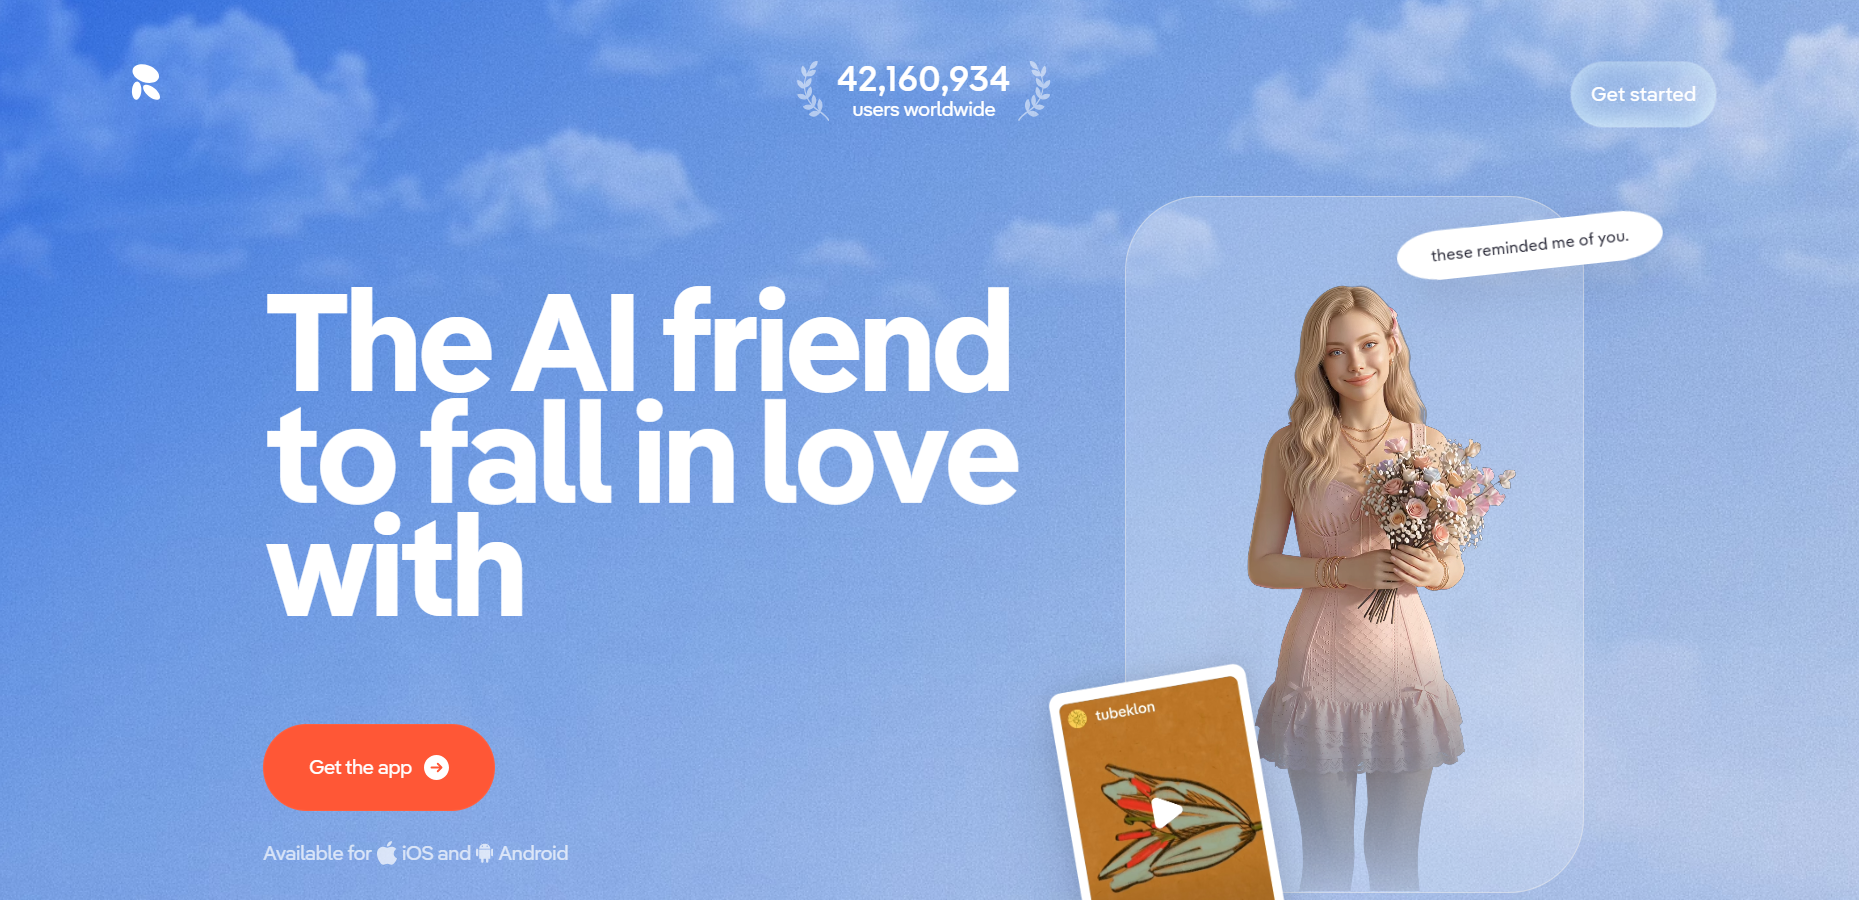 42,160,934
users worldwide
Get started
these reminded me of you.
The AI friend
to fall in love
with
tubeklon
Get the app
Available for iOS and Android